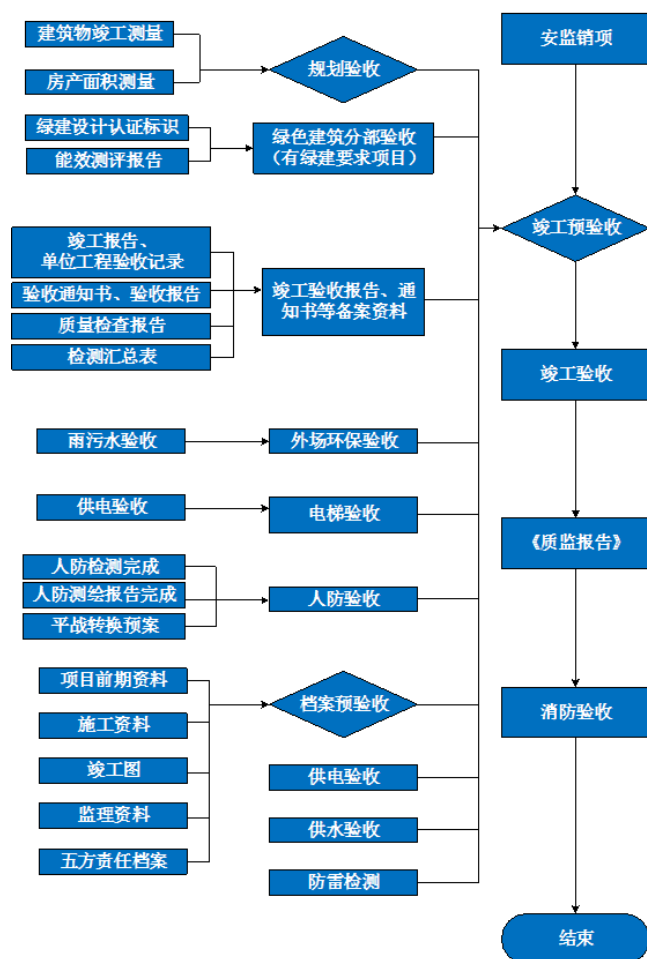 建筑物竣工测量
房产面积测量
规划验收
安监销项
绿建设计认证标识
能效测评报告
绿色建筑分部验收
（有绿建要求项目）
竣工预验收
竣工报告、
单位工程验收记录
验收通知书、验收报告
质量检查报告
检测汇总表
竣工验收报告、通
知书等备案资料
竣工验收
雨污水验收
外场环保验收
供电验收
电梯验收
《质监报告》
人防检测完成
人防测绘报告完成
平战转换预案
人防验收
项目前期资料
施工资料
竣工图
监理资料
五方责任档案
档案预验收
消防验收
供电验收
供水验收
防雷检测
结束